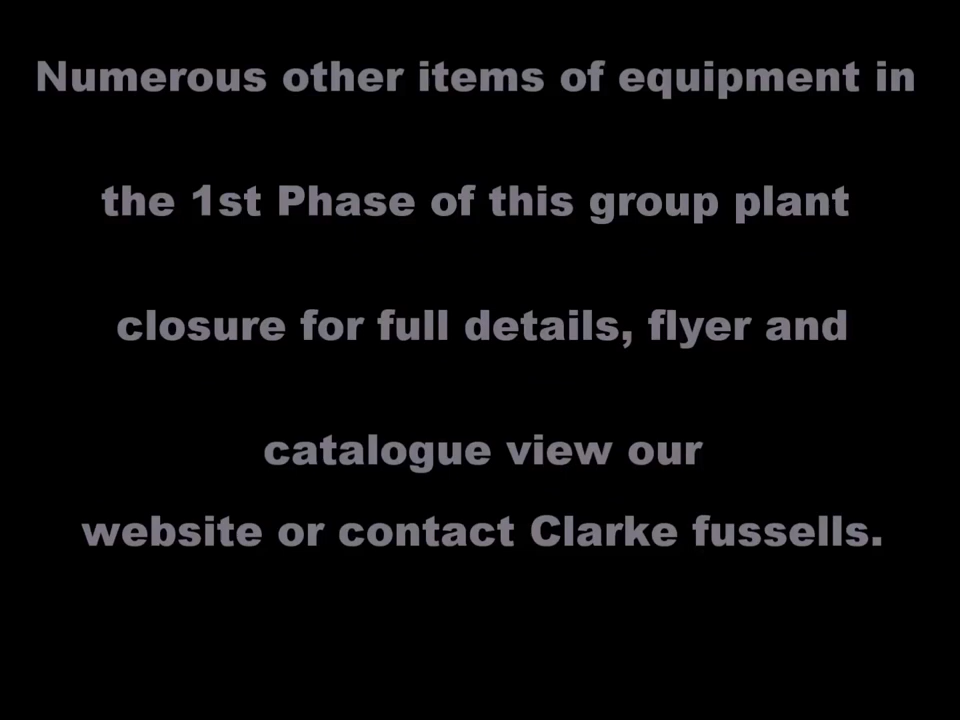 Numerous other items of equipment in
the 1st Phase of this group plant
closure for full details, flyer and
catalogue view our
website or contact Clarke fussells.